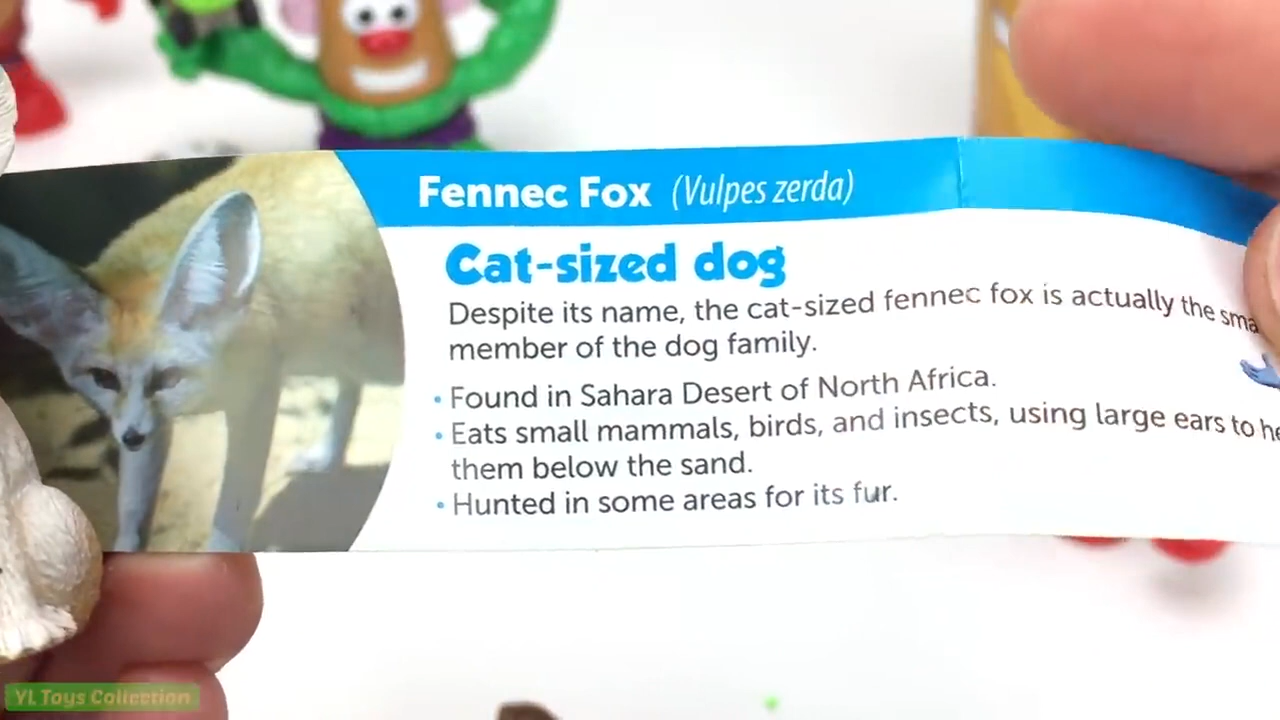 Fennec Fox (Vulpes zerda)
Cat-sized dog
Despite its name, the cat-sized fennec fox is actually the
member of the dog family.
• Found in Sahara Desert of North Africa.
• Eats small mammals, birds, and insects, using large ears to
them below the sand.
• Hunted in some areas for its fur.
YL Toys Collection